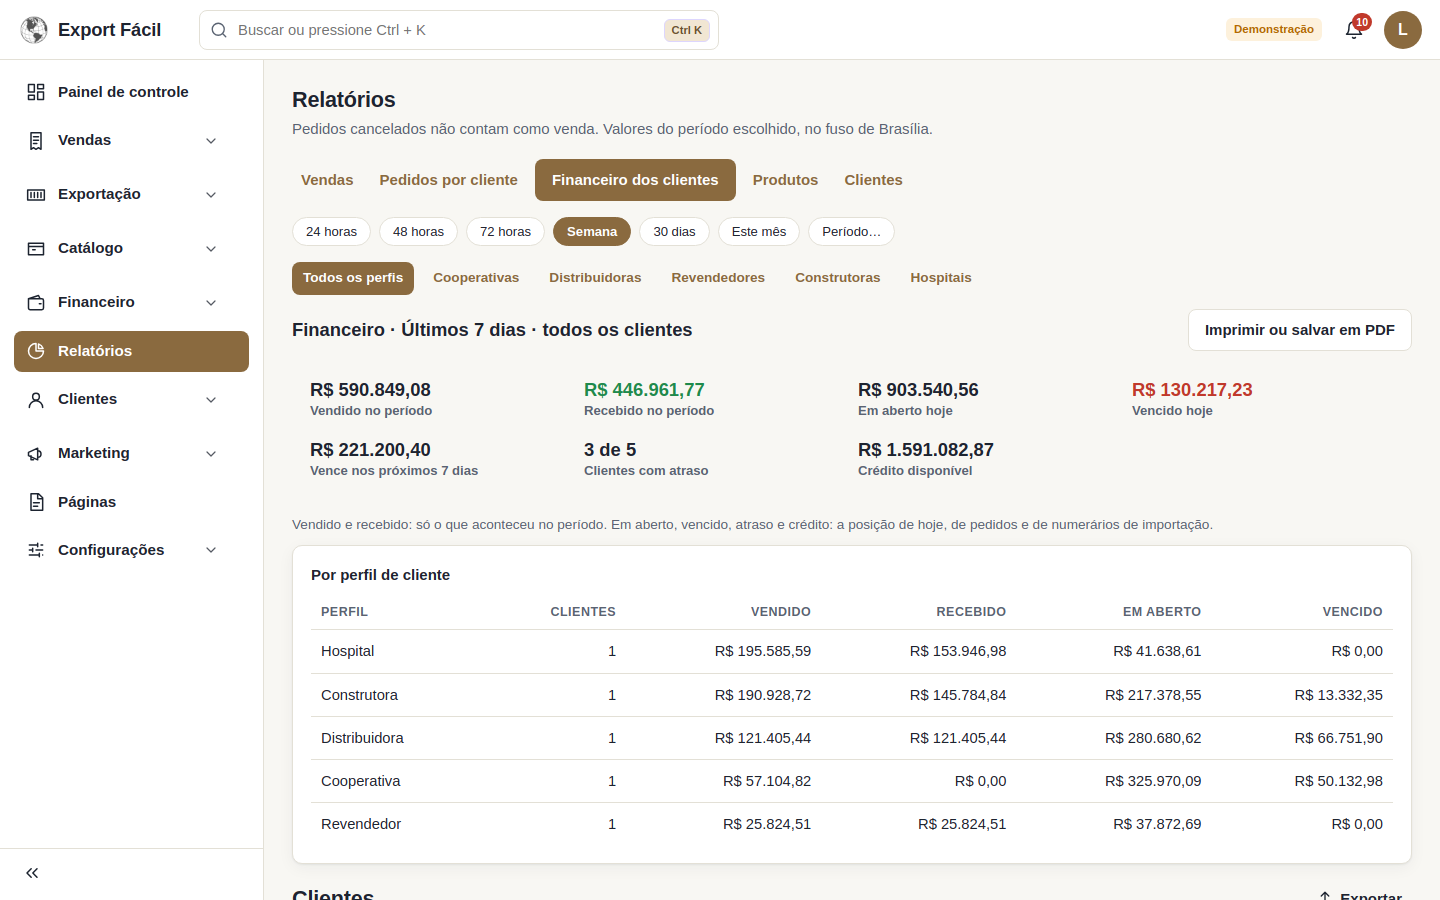 Export Fácil
Buscar ou pressione Ctrl + K
Ctrl K
Demonstração
10
L
Painel de controle
Vendas
Exportação
Catálogo
Financeiro
Relatórios
Clientes
Marketing
Páginas
Configurações
Relatórios
Pedidos cancelados não contam como venda. Valores do período escolhido, no fuso de Brasília.
Vendas Pedidos por cliente Financeiro dos clientes Produtos Clientes
24 horas 48 horas 72 horas Semana 30 dias Este mês Período…
Todos os perfis Cooperativas Distribuidoras Revendedores Construtoras Hospitais
Financeiro · Últimos 7 dias · todos os clientes
Imprimir ou salvar em PDF
R$ 590.849,08
Vendido no período
R$ 446.961,77
Recebido no período
R$ 903.540,56
Em aberto hoje
R$ 130.217,23
Vencido hoje
R$ 221.200,40
Vence nos próximos 7 dias
3 de 5
Clientes com atraso
R$ 1.591.082,87
Crédito disponível
Vendido e recebido: só o que aconteceu no período. Em aberto, vencido, atraso e crédito: a posição de hoje, de pedidos e de numerários de importação.
Por perfil de cliente
PERFIL CLIENTES VENDIDO RECEBIDO EM ABERTO VENCIDO
Hospital 1 R$ 195.585,59 R$ 153.946,98 R$ 41.638,61 R$ 0,00
Construtora 1 R$ 190.928,72 R$ 145.784,84 R$ 217.378,55 R$ 13.332,35
Distribuidora 1 R$ 121.405,44 R$ 121.405,44 R$ 280.680,62 R$ 66.751,90
Cooperativa 1 R$ 57.104,82 R$ 0,00 R$ 325.970,09 R$ 50.132,98
Revendedor 1 R$ 25.824,51 R$ 25.824,51 R$ 37.872,69 R$ 0,00
Clientes
Exportar